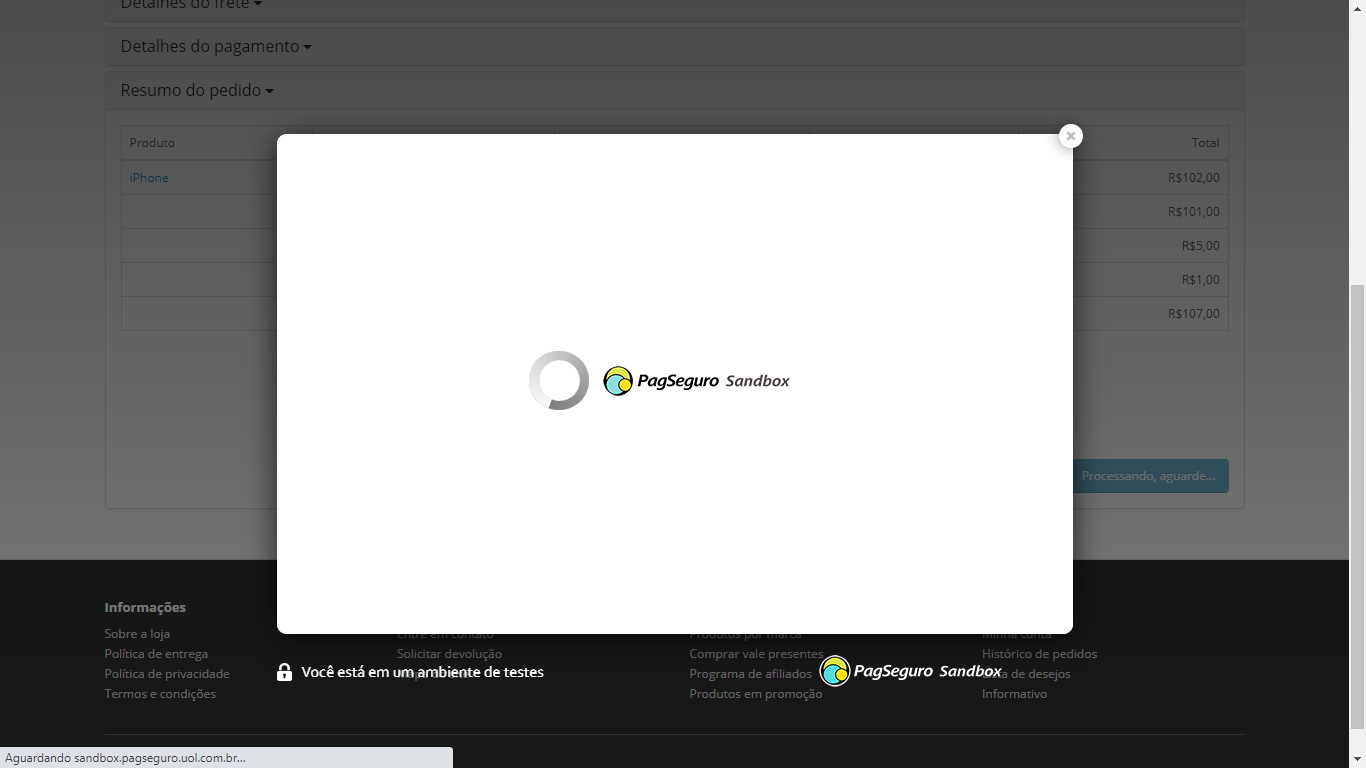 Detalhes do frete
Detalhes do pagamento
Resumo do pedido
Produto Total
iPhone R$102,00
R$101,00
R$5,00
R$1,00
R$107,00
PagSeguro Sandbox
Processando, aguarde...
Informações
Sobre a loja Entre em contato Produtos por marca Minha conta
Política de entrega Solicitar devolução Comprar vale presentes Histórico de pedidos
Política de privacidade Programa de afiliados de desejos
Você está em um ambiente de testes PagSeguro Sandbox
Termos e condições Produtos em promoção Informativo
Aguardando sandbox.pagseguro.uol.com.br...